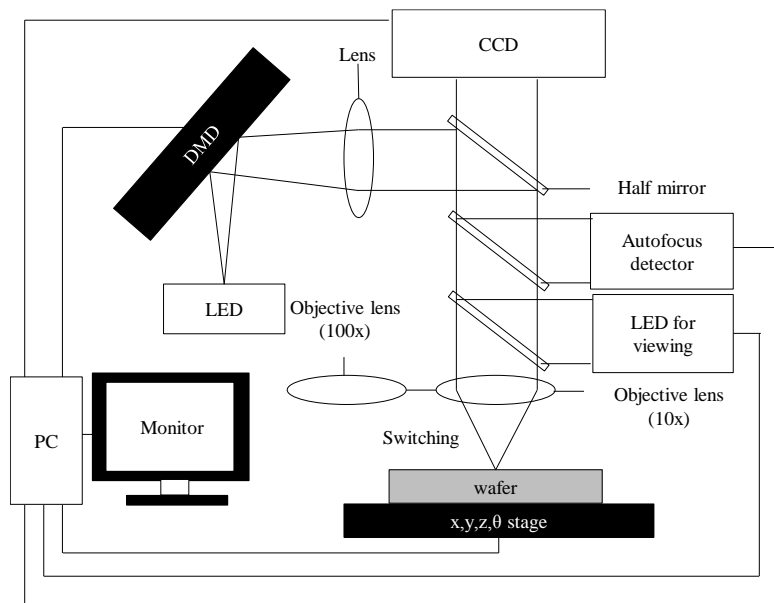 CCD
Lens
DMD
Half mirror
Autofocus
detector
LED
Objective lens
(100x)
LED for
viewing
PC
Monitor
Objective lens
(10x)
Switching
wafer
x,y,z,θ stage